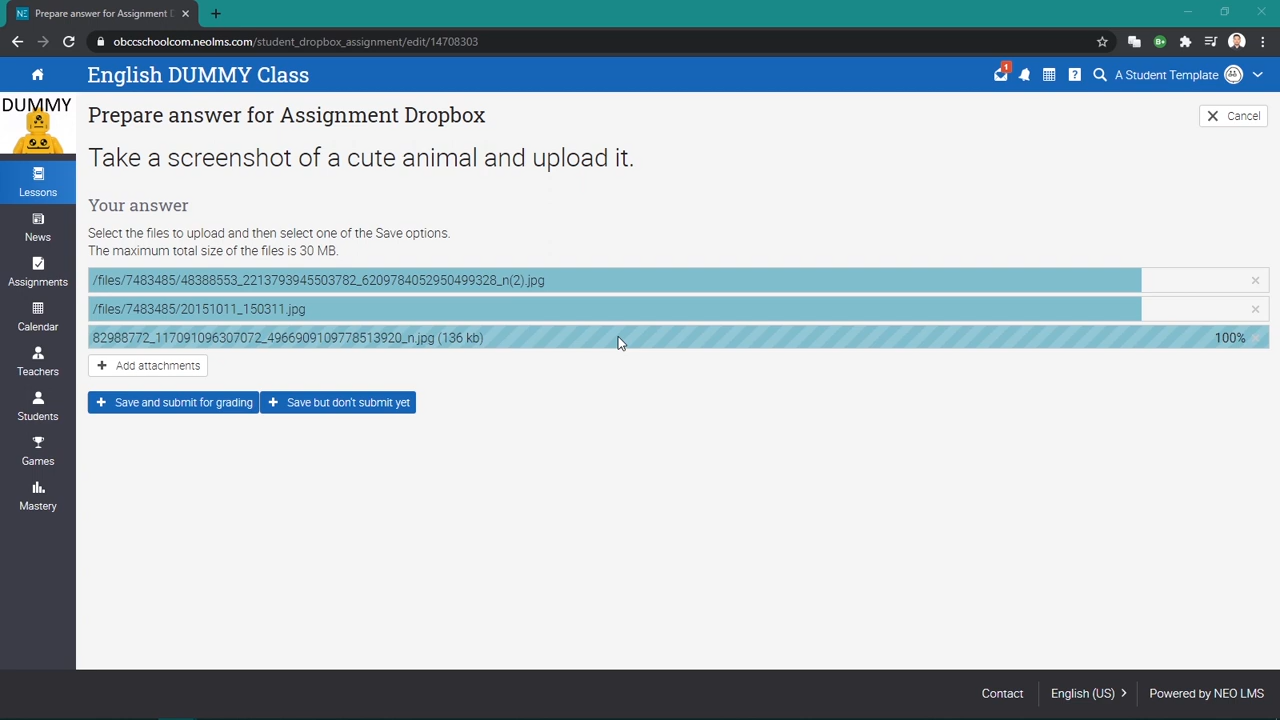 Prepare answer for Assignment D
obccschoolcom.neolms.com/student_dropbox_assignment/edit/14708303
English DUMMY Class
1
A Student Template
DUMMY
Prepare answer for Assignment Dropbox
Cancel
Take a screenshot of a cute animal and upload it.
Lessons
Your answer
News
Select the files to upload and then select one of the Save options.
The maximum total size of the files is 30 MB.
Assignments
/files/7483485/48388553_2213793945503782_6209784052950499328_n(2).jpg
/files/7483485/20151011_150311.jpg
Calendar
82988772_117091096307072_4966909109778513920_n.jpg (136 kb)
100%
Add attachments
Teachers
Save and submit for grading
Save but don't submit yet
Students
Games
Mastery
Contact
English (US)
Powered by NEO LMS